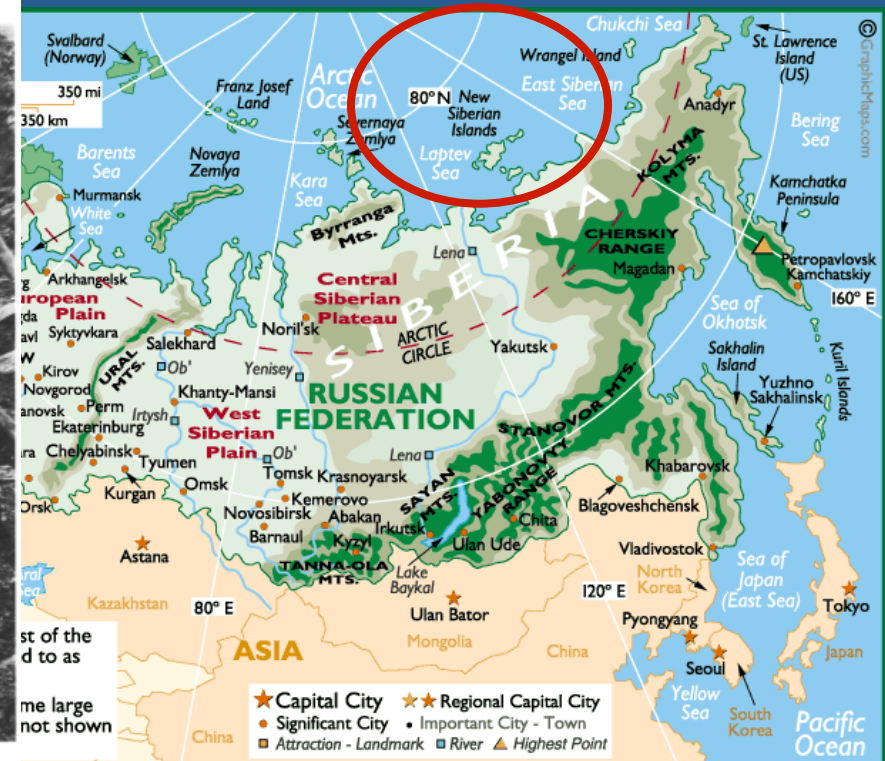 Chukchi Sea
© GraphicMaps.com
Svalbard
(Norway)
St. Lawrence
Island
(US)
Wrangel Island
350 mi
350 km
Franz Josef
Land
Arctic
Ocean
80° N
New
Siberian
Islands
East Siberian
Sea
Anadyr
Bering
Sea
Severnaya
Zemlya
Laptev
Sea
Barents
Sea
Novaya
Zemlya
Kara
Sea
KOLYMA
MTS.
Kamchatka
Peninsula
Murmansk
White
Sea
Byrranga
Mts.
SIBERIA
CHERSKIY
RANGE
Lena
Magadan
Petropavlovsk
Kamchatskiy
160° E
Arkhangelsk
uropean
Plain
Central
Siberian
Plateau
Sea of
Okhotsk
Syktyvkara
Salekhard
Noril'sk
ARCTIC
CIRCLE
Yakutsk
Sakhalin
Island
Kuril Islands
URAL
MTS.
Ob'
Yenisey
Kirov
Novgorod
Khanty-Mansi
RUSSIAN
FEDERATION
Yuzhno
Sakhalinsk
anovsk
Perm
Irtysh
West
Siberian
Plain
STANOVOR MTS.
Ekaterinburg
Chelyabinsk
Tyumen
Ob'
Lena
Tomsk
Krasnoyarsk
SAYAN
MTS.
YABONOVYY
RANGE
Khabarovsk
Orsk
Kurgan
Omsk
Kemerovo
Novosibirsk
Abakan
Irkutsk
Chita
Blagoveshchensk
Barnaul
Kyzyl
Ulan Ude
Vladivostok
Astana
TANNA-OLA
MTS.
Lake
Baykal
North
Korea
Sea of
Japan
(East Sea)
Kazakhstan
80° E
120° E
Ulan Bator
Pyongyang
Tokyo
Mongolia
ASIA
China
Seoul
Japan
st of the
d to as
me large
not shown
Yellow
Sea
South
Korea
Pacific
Ocean
China
Capital City
Regional Capital City
Significant City
Important City - Town
Attraction - Landmark
River
Highest Point